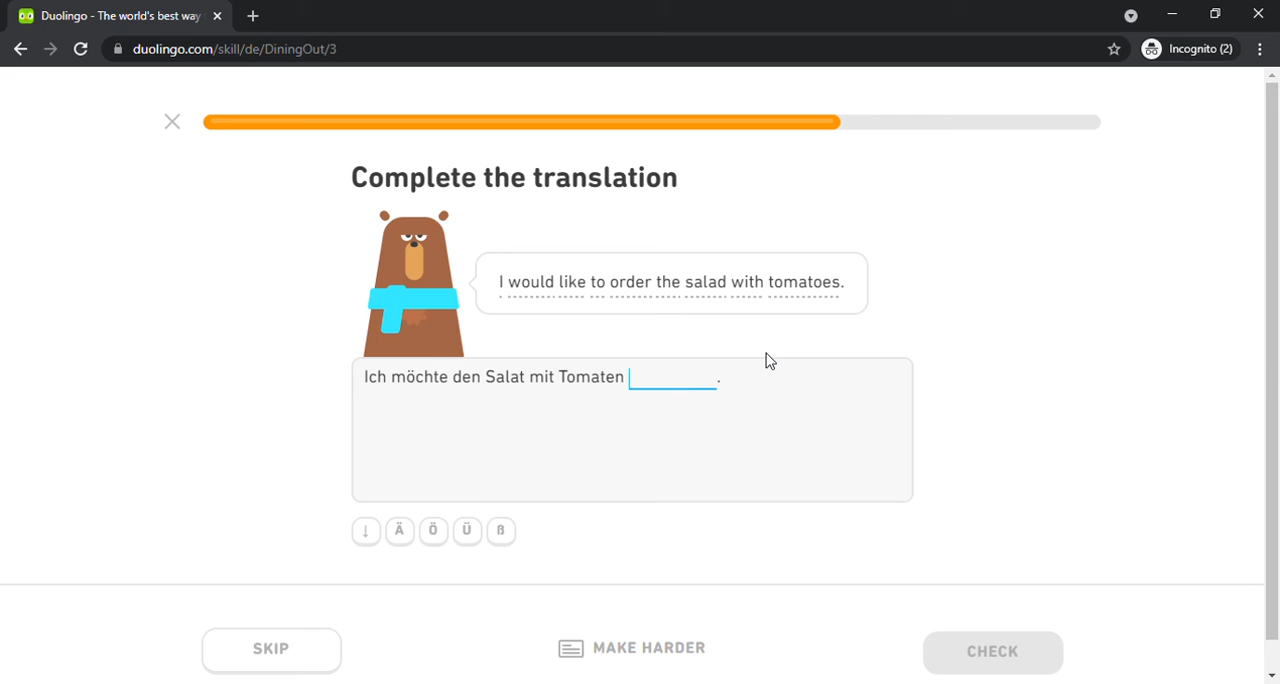 Duolingo - The world's best way
duolingo.com/skill/de/DiningOut/3
Incognito (2)
Complete the translation
I would like to order the salad with tomatoes.
Ich möchte den Salat mit Tomaten .
↓ Ä Ö Ü ß
SKIP
MAKE HARDER
CHECK